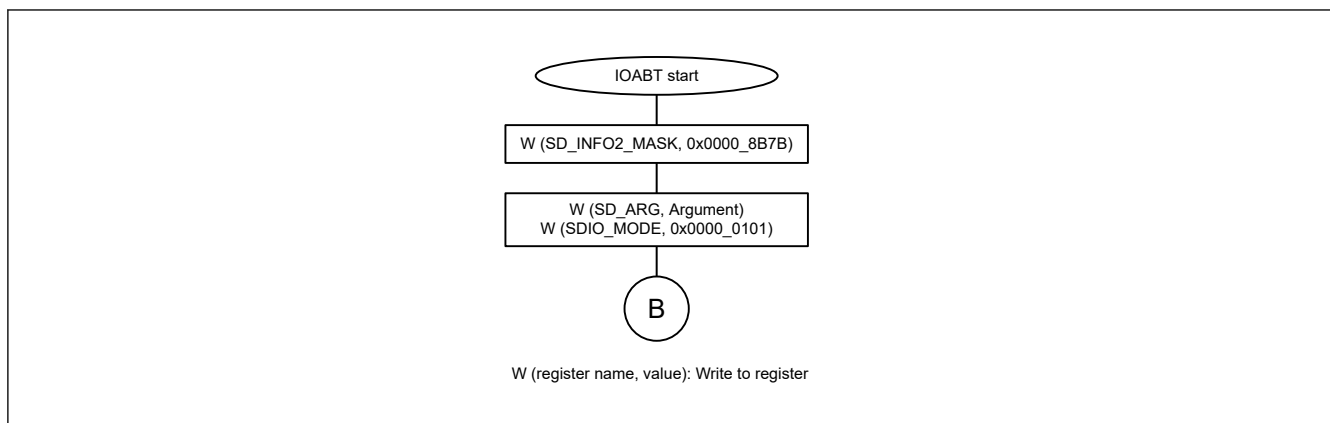 IOABT start
W (SD_INFO2_MASK, 0x0000_8B7B)
W (SD_ARG, Argument)
W (SDIO_MODE, 0x0000_0101)
B
W (register name, value): Write to register